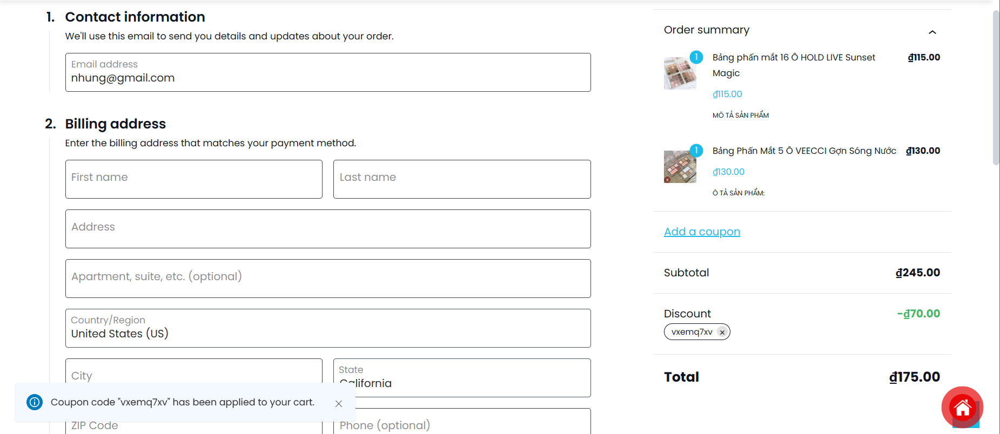 1. Contact information
We'll use this email to send you details and updates about your order.
Email address
nhung@gmail.com
2. Billing address
Enter the billing address that matches your payment method.
First name
Last name
Address
Apartment, suite, etc. (optional)
Country/Region
United States (US)
City
State
California
Coupon code "vxemq7xv" has been applied to your cart.
ZIP Code
Phone (optional)
Order summary
1
Bảng phấn mắt 16 Ô HOLD LIVE Sunset
Magic
₫115.00
₫115.00
MÔ TẢ SẢN PHẨM
1
Bảng Phấn Mắt 5 Ô VEECCI Gợn Sóng Nước
₫130.00
₫130.00
Ô TẢ SẢN PHẨM:
Add a coupon
Subtotal
₫245.00
Discount
-₫70.00
vxemq7xv
Total
₫175.00